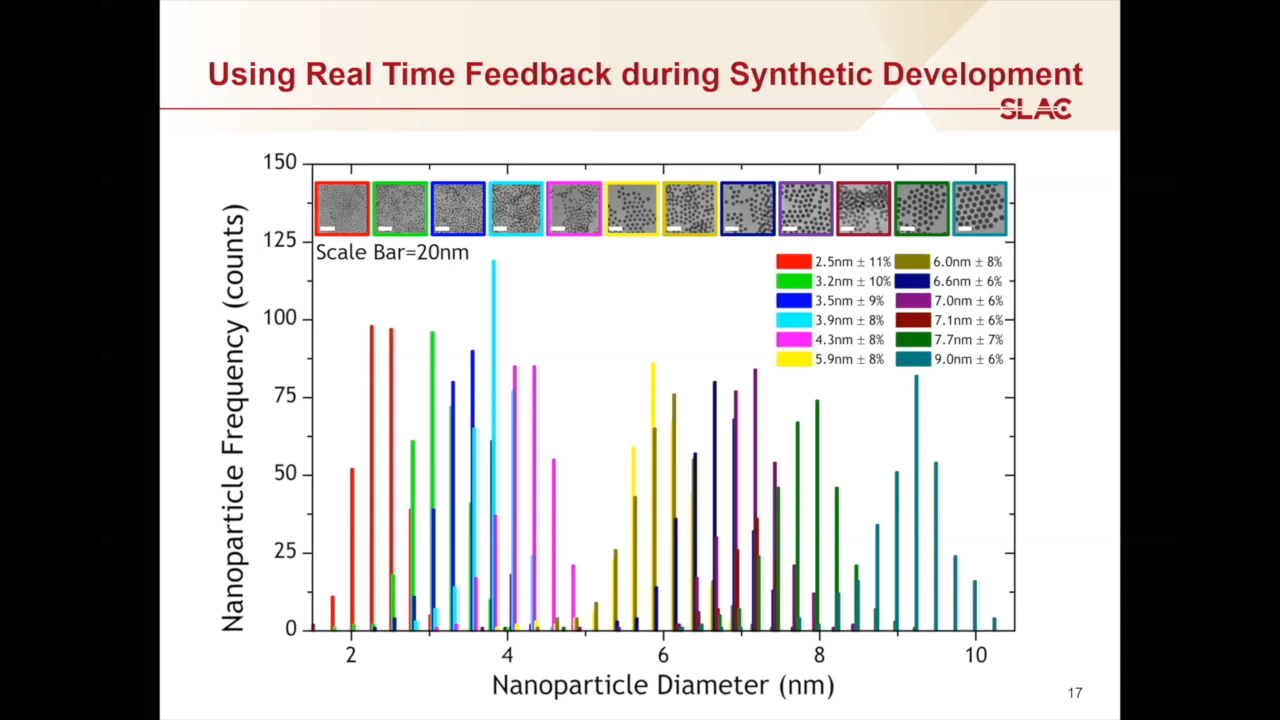 Using Real Time Feedback during Synthetic Development
SLAC
150
125
100
75
50
25
0
Nanoparticle Frequency (counts)
Scale Bar=20nm
2.5nm ± 11%
3.2nm ± 10%
3.5nm ± 9%
3.9nm ± 8%
4.3nm ± 8%
5.9nm ± 8%
6.0nm ± 8%
6.6nm ± 6%
7.0nm ± 6%
7.1nm ± 6%
7.7nm ± 7%
9.0nm ± 6%
2 4 6 8 10
Nanoparticle Diameter (nm)
17